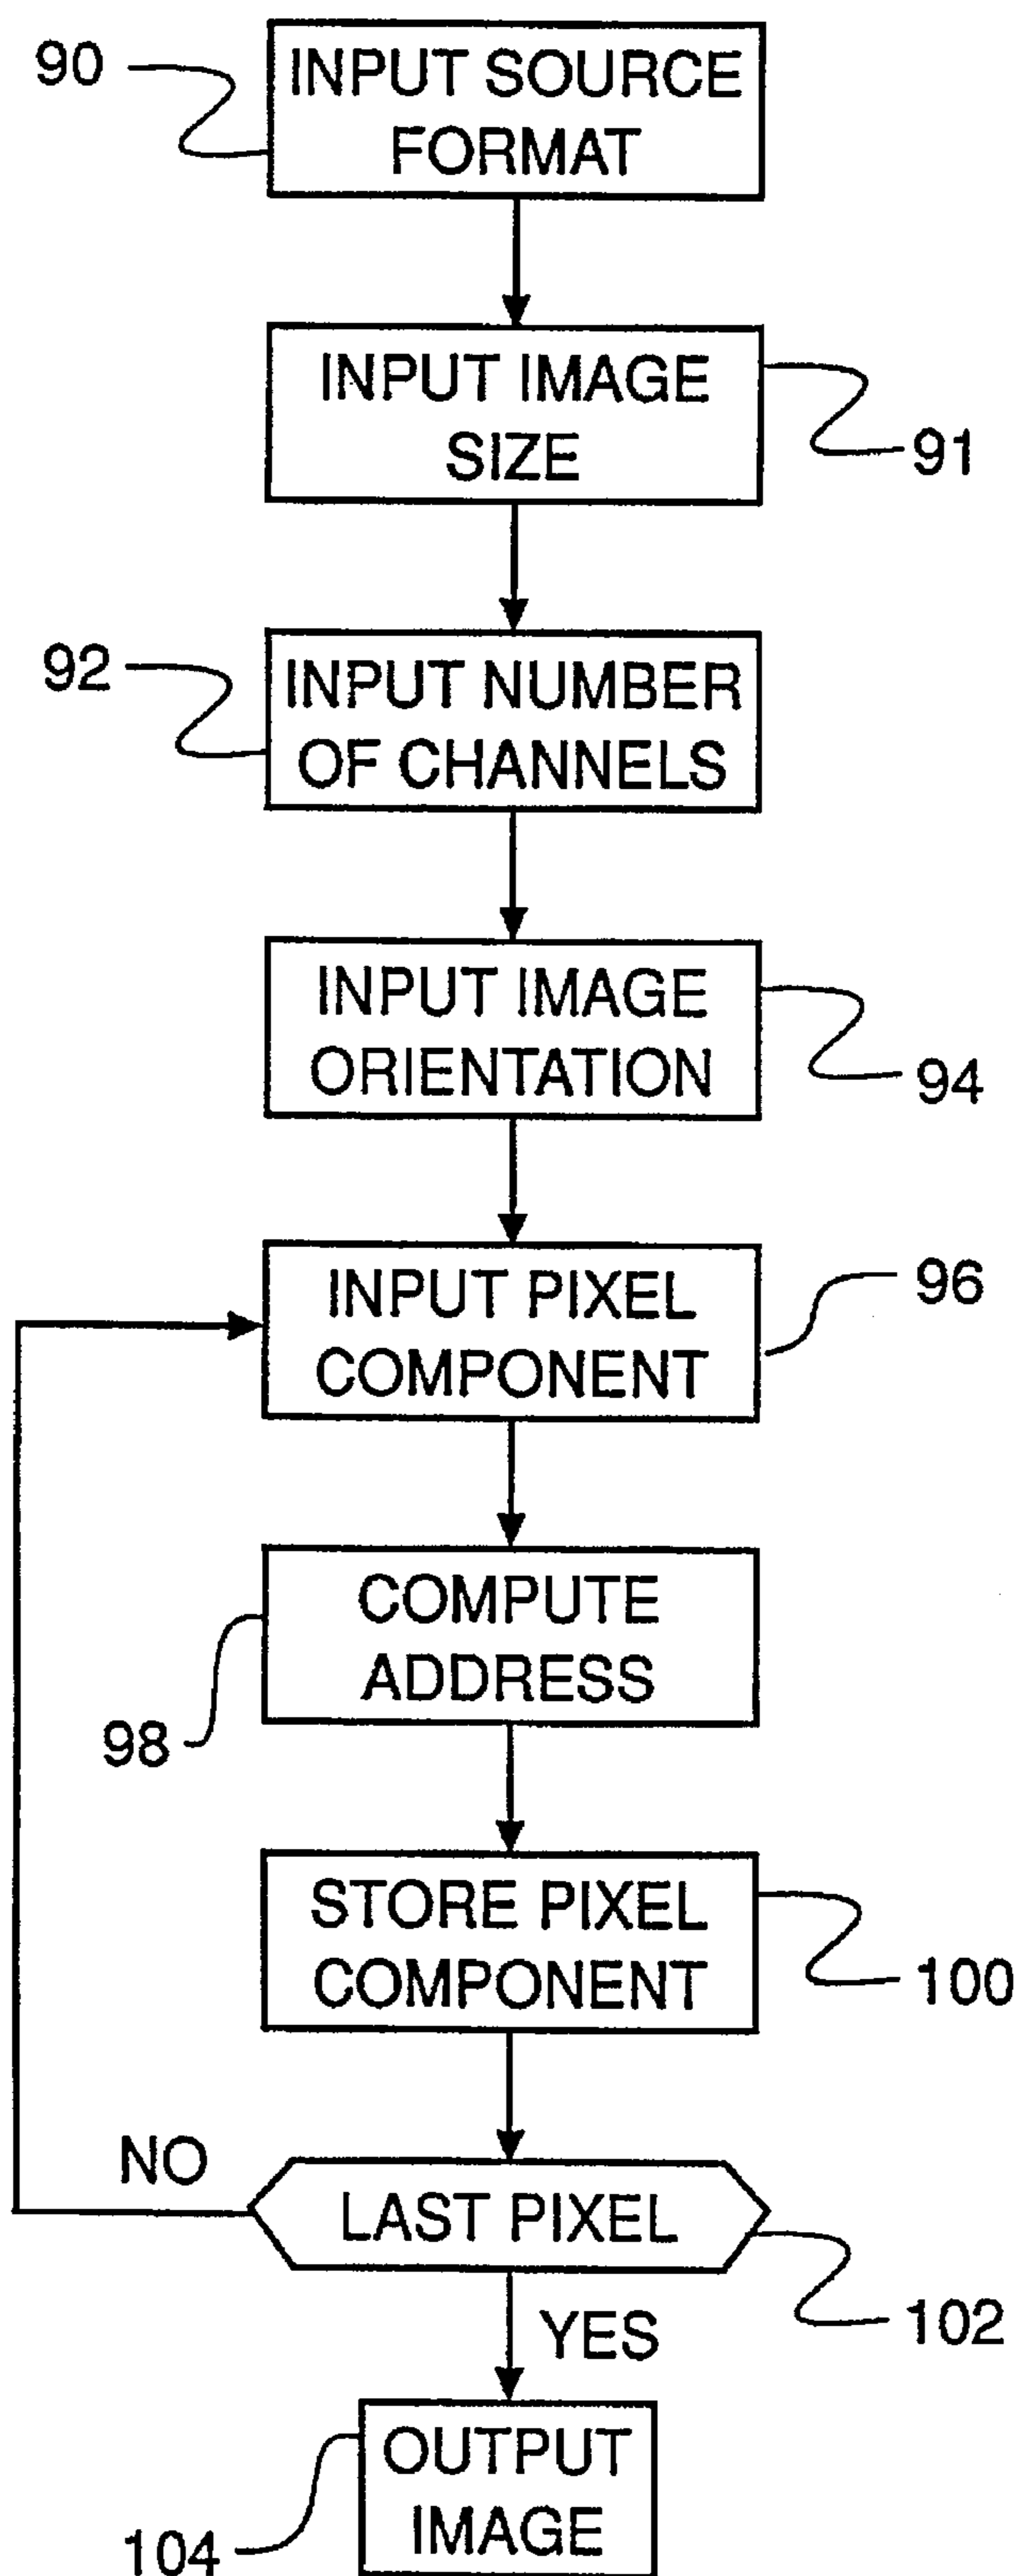 90
INPUT SOURCE
FORMAT
INPUT IMAGE
SIZE
91
92
INPUT NUMBER
OF CHANNELS
INPUT IMAGE
ORIENTATION
94
INPUT PIXEL
COMPONENT
96
COMPUTE
ADDRESS
98
STORE PIXEL
COMPONENT
100
NO
LAST PIXEL
102
YES
OUTPUT
IMAGE
104